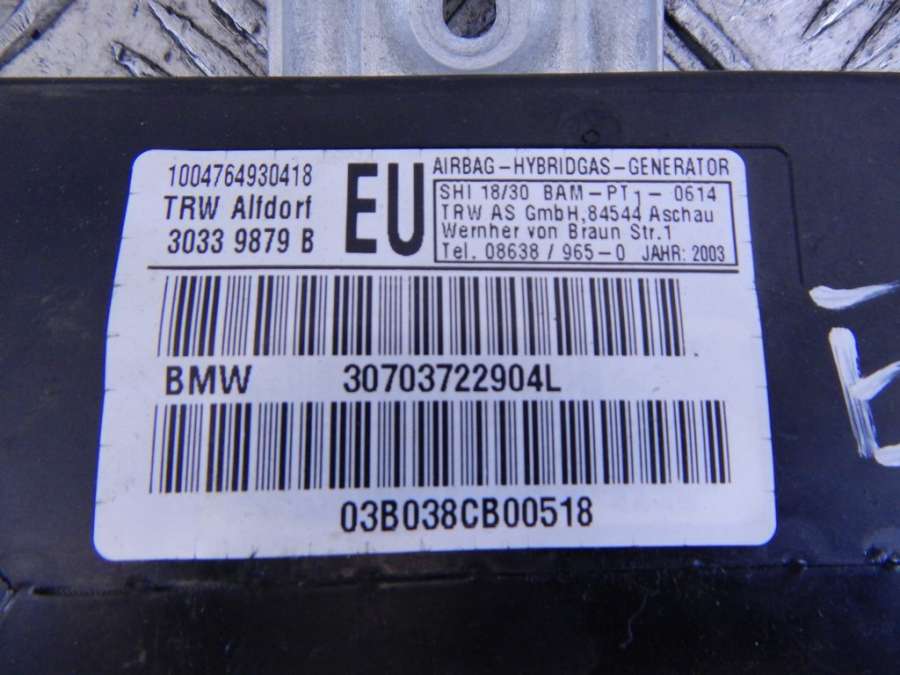 1004764930418
TRW Alfdorf
3033 9879 B
EU
AIRBAG-HYBRIDGAS-GENERATOR
SHI 18/30 BAM-PT1-0614
TRW AS GmbH,84544 Aschau
Wernher von Braun Str.1
Tel. 08638 / 965-0 JAHR: 2003
BMW 30703722904L
03B038CB00518